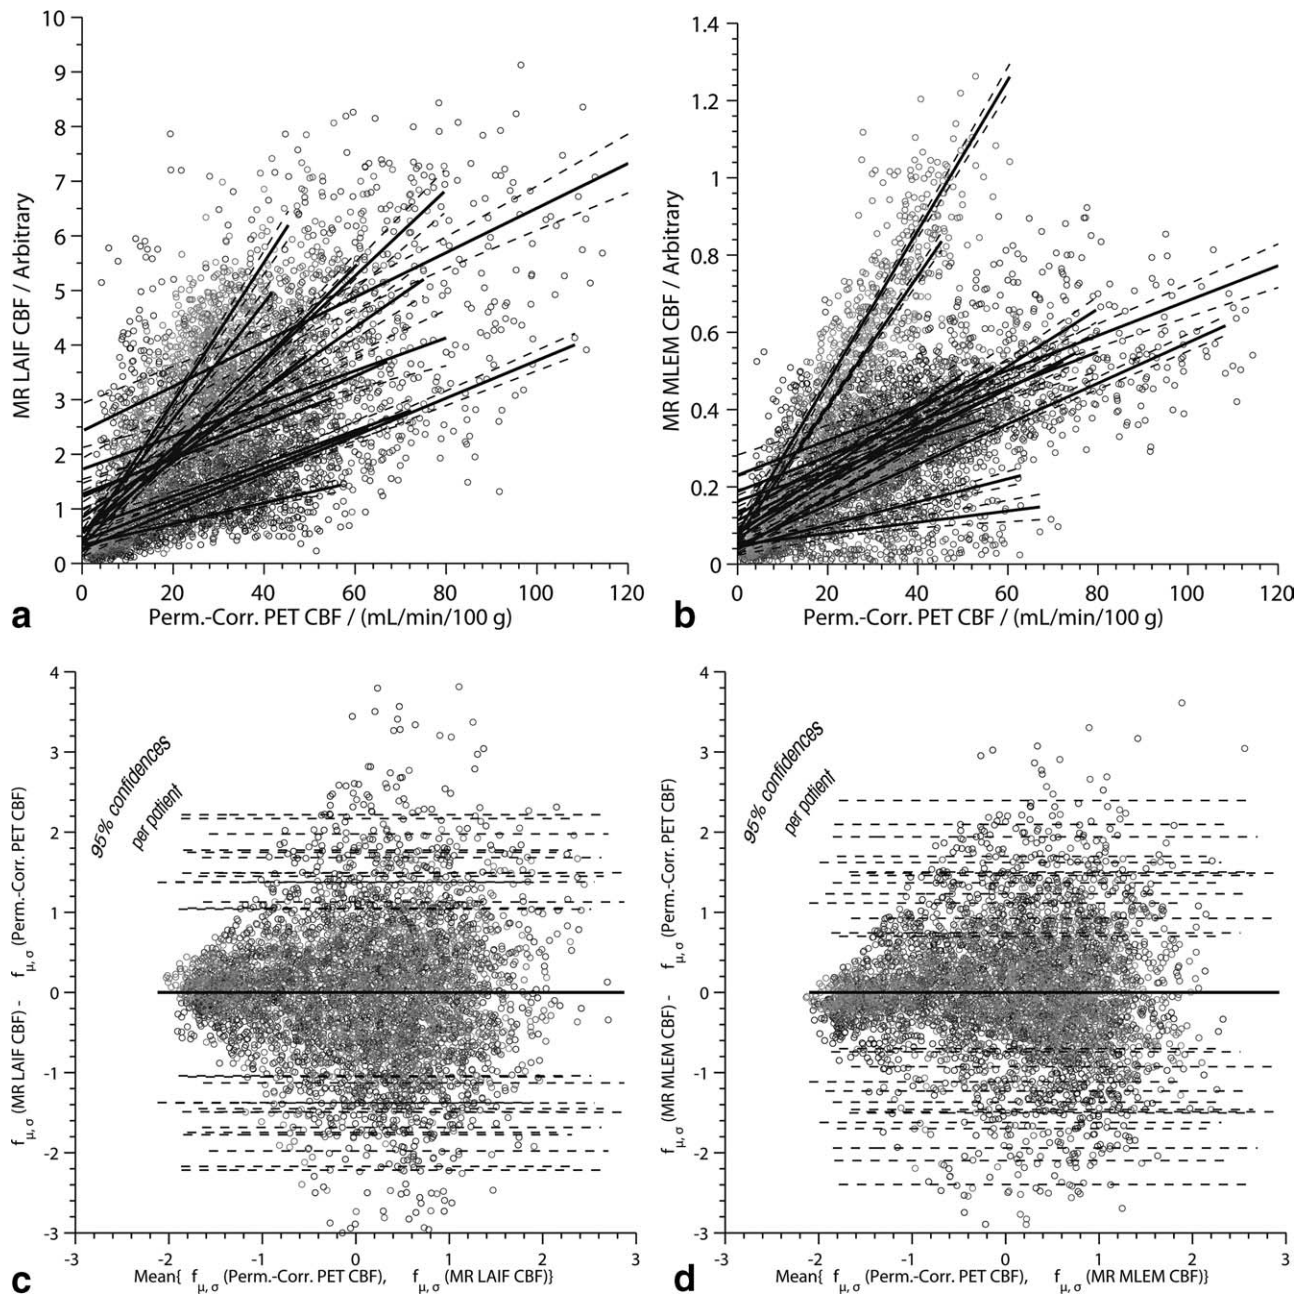 10
9
8
7
6
5
4
3
2
1
0
MR LAIF CBF / Arbitrary
0 20 40 60 80 100 120
Perm.-Corr. PET CBF / (mL/min/100 g)
a
1.4
1.2
1
0.8
0.6
0.4
0.2
0
MR MLEM CBF / Arbitrary
0 20 40 60 80 100 120
Perm.-Corr. PET CBF / (mL/min/100 g)
b
4
3
2
1
0
-1
-2
-3
f μ, σ (MR LAIF CBF) - f μ, σ (Perm.-Corr. PET CBF)
95% confidences
per patient
-3 -2 -1 0 1 2 3
Mean{ f μ, σ (Perm.-Corr. PET CBF), f μ, σ (MR LAIF CBF)}
c
4
3
2
1
0
-1
-2
-3
f μ, σ (MR MLEM CBF) - f μ, σ (Perm.-Corr. PET CBF)
95% confidences
per patient
-3 -2 -1 0 1 2 3
Mean{ f μ, σ (Perm.-Corr. PET CBF), f μ, σ (MR MLEM CBF)}
d